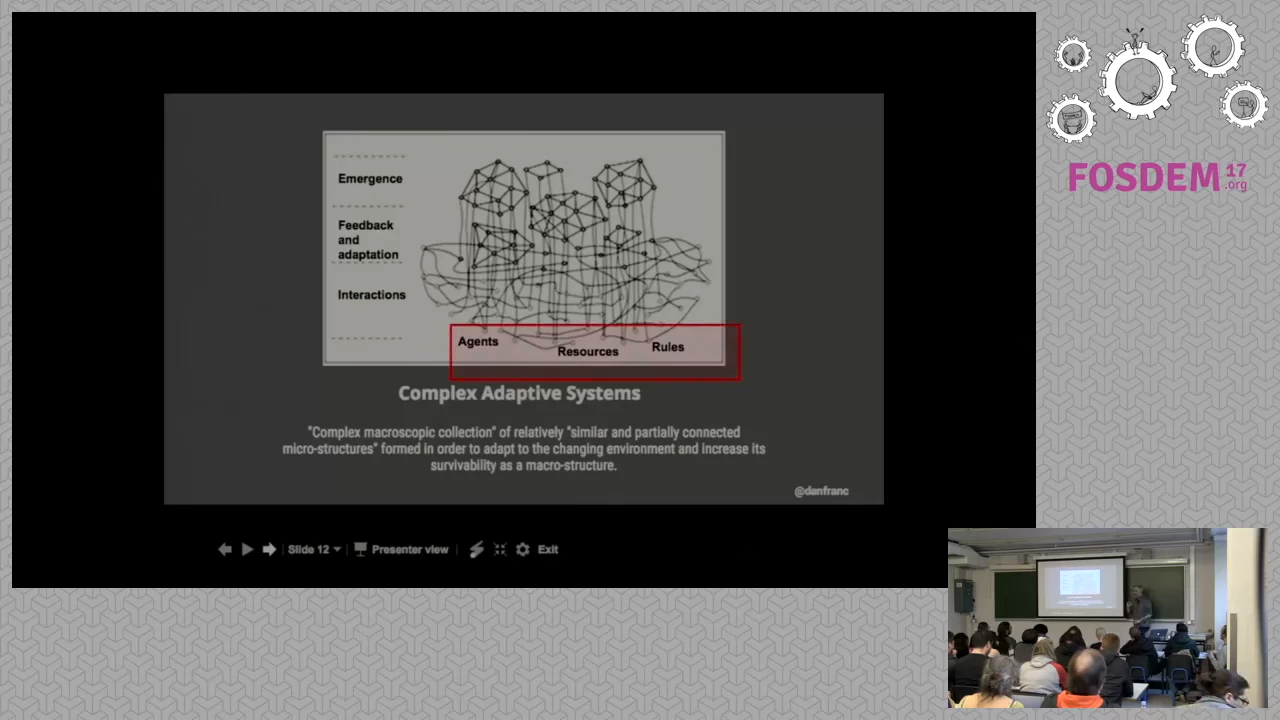 Emergence
Feedback
and
adaptation
Interactions
Agents
Resources
Rules
Complex Adaptive Systems
"Complex macroscopic collection" of relatively "similar and partially connected
micro-structures" formed in order to adapt to the changing environment and increase its
survivability as a macro-structure.
@danfranc
Slide 12
Presenter view
Exit
FOSDEM 17
.org